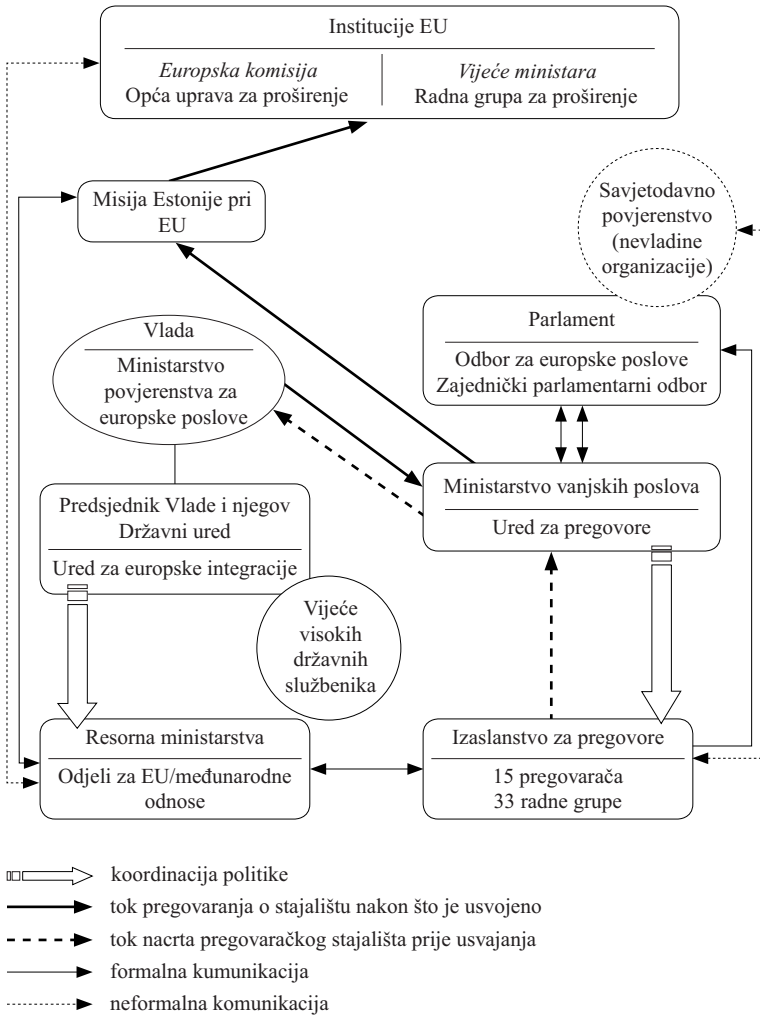 Institucije EU
Europska komisija
Opća uprava za proširenje
Vijeće ministara
Radna grupa za proširenje
Misija Estonije pri
EU
Savjetodavno
povjerenstvo
(nevladine
organizacije)
Vlada
Ministarstvo
povjerenstva za
europske poslove
Parlament
Odbor za europske poslove
Zajednički parlamentarni odbor
Predsjednik Vlade i njegov
Državni ured
Ured za europske integracije
Ministarstvo vanjskih poslova
Ured za pregovore
Vijeće
visokih
državnih
službenika
Resorna ministarstva
Odjeli za EU/međunarodne
odnose
Izaslanstvo za pregovore
15 pregovarača
33 radne grupe
koordinacija politike
tok pregovaranja o stajalištu nakon što je usvojeno
tok nacrta pregovaračkog stajališta prije usvajanja
formalna kumunikacija
neformalna komunikacija